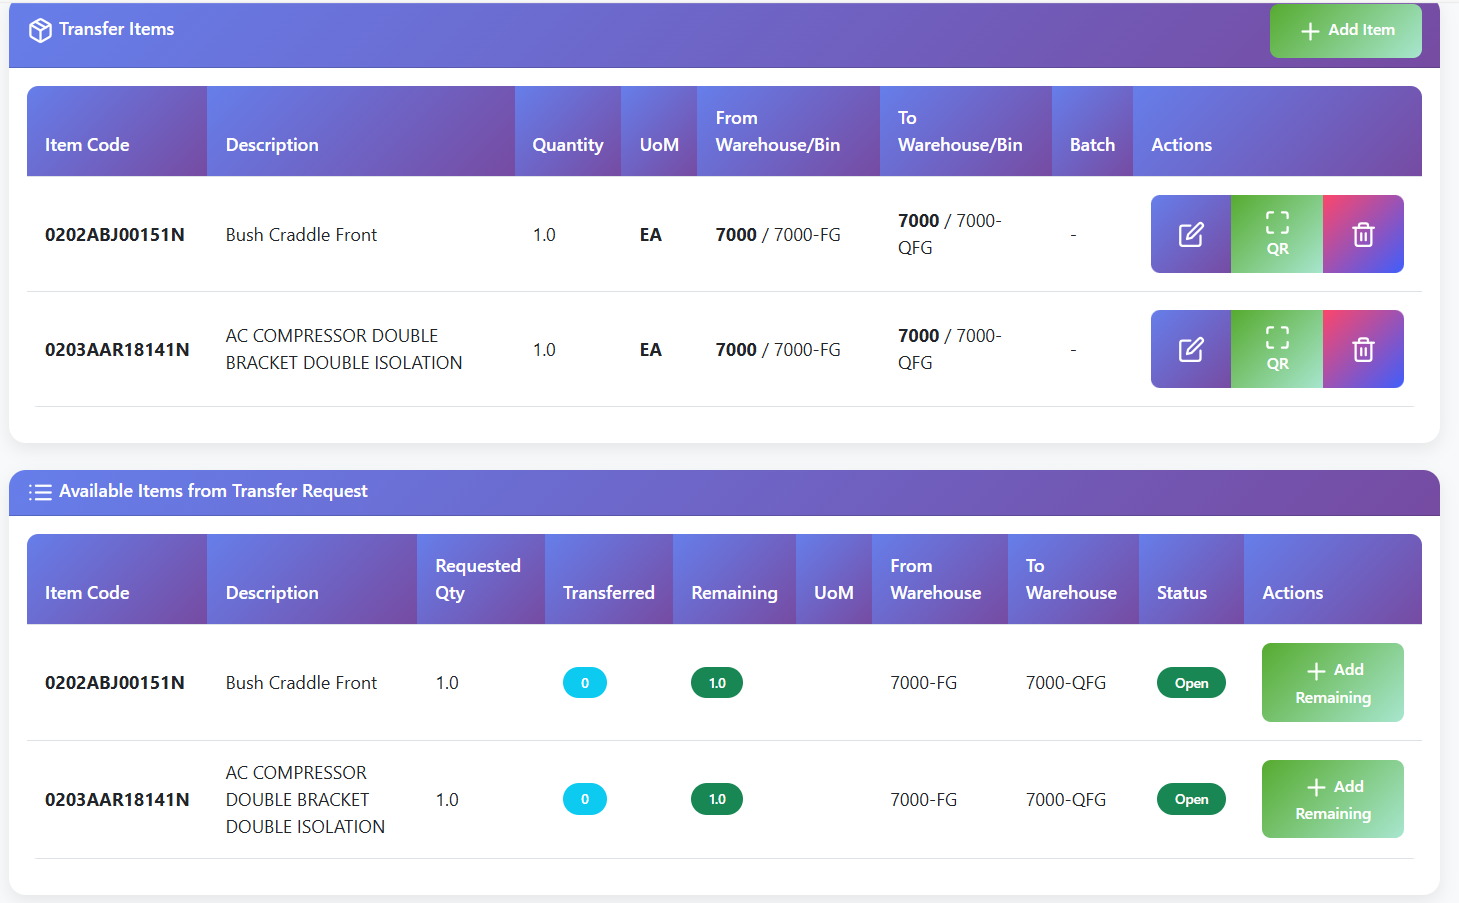 Transfer Items
Add Item
Item Code
Description
Quantity
UoM
From
Warehouse/Bin
To
Warehouse/Bin
Batch
Actions
0202ABJ00151N
Bush Craddle Front
1.0
EA
7000 / 7000-FG
7000 / 7000-
QFG
-
QR
0203AAR18141N
AC COMPRESSOR DOUBLE
BRACKET DOUBLE ISOLATION
1.0
EA
7000 / 7000-FG
7000 / 7000-
QFG
-
QR
Available Items from Transfer Request
Item Code
Description
Requested
Qty
Transferred
Remaining
UoM
From
Warehouse
To
Warehouse
Status
Actions
0202ABJ00151N
Bush Craddle Front
1.0
0
1.0
7000-FG
7000-QFG
Open
Add
Remaining
0203AAR18141N
AC COMPRESSOR
DOUBLE BRACKET
DOUBLE ISOLATION
1.0
0
1.0
7000-FG
7000-QFG
Open
Add
Remaining